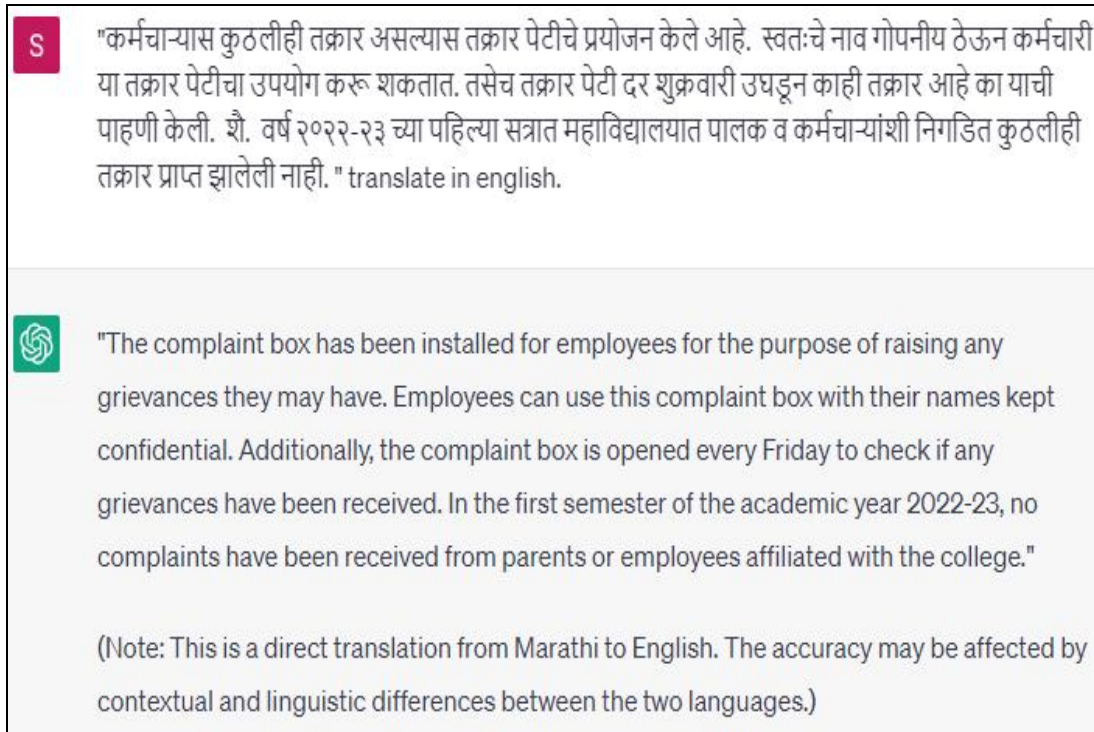 S
"कर्मचाऱ्यास कुठलीही तक्रार असल्यास तक्रार पेटीचे प्रयोजन केले आहे. स्वतःचे नाव गोपनीय ठेऊन कर्मचारी
या तक्रार पेटीचा उपयोग करू शकतात. तसेच तक्रार पेटी दर शुक्रवारी उघडून काही तक्रार आहे का याची
पाहणी केली. शै. वर्ष २०२२-२३ च्या पहिल्या सत्रात महाविद्यालयात पालक व कर्मचाऱ्यांशी निगडित कुठलीही
तक्रार प्राप्त झालेली नाही. " translate in english.
"The complaint box has been installed for employees for the purpose of raising any
grievances they may have. Employees can use this complaint box with their names kept
confidential. Additionally, the complaint box is opened every Friday to check if any
grievances have been received. In the first semester of the academic year 2022-23, no
complaints have been received from parents or employees affiliated with the college."
(Note: This is a direct translation from Marathi to English. The accuracy may be affected by
contextual and linguistic differences between the two languages.)